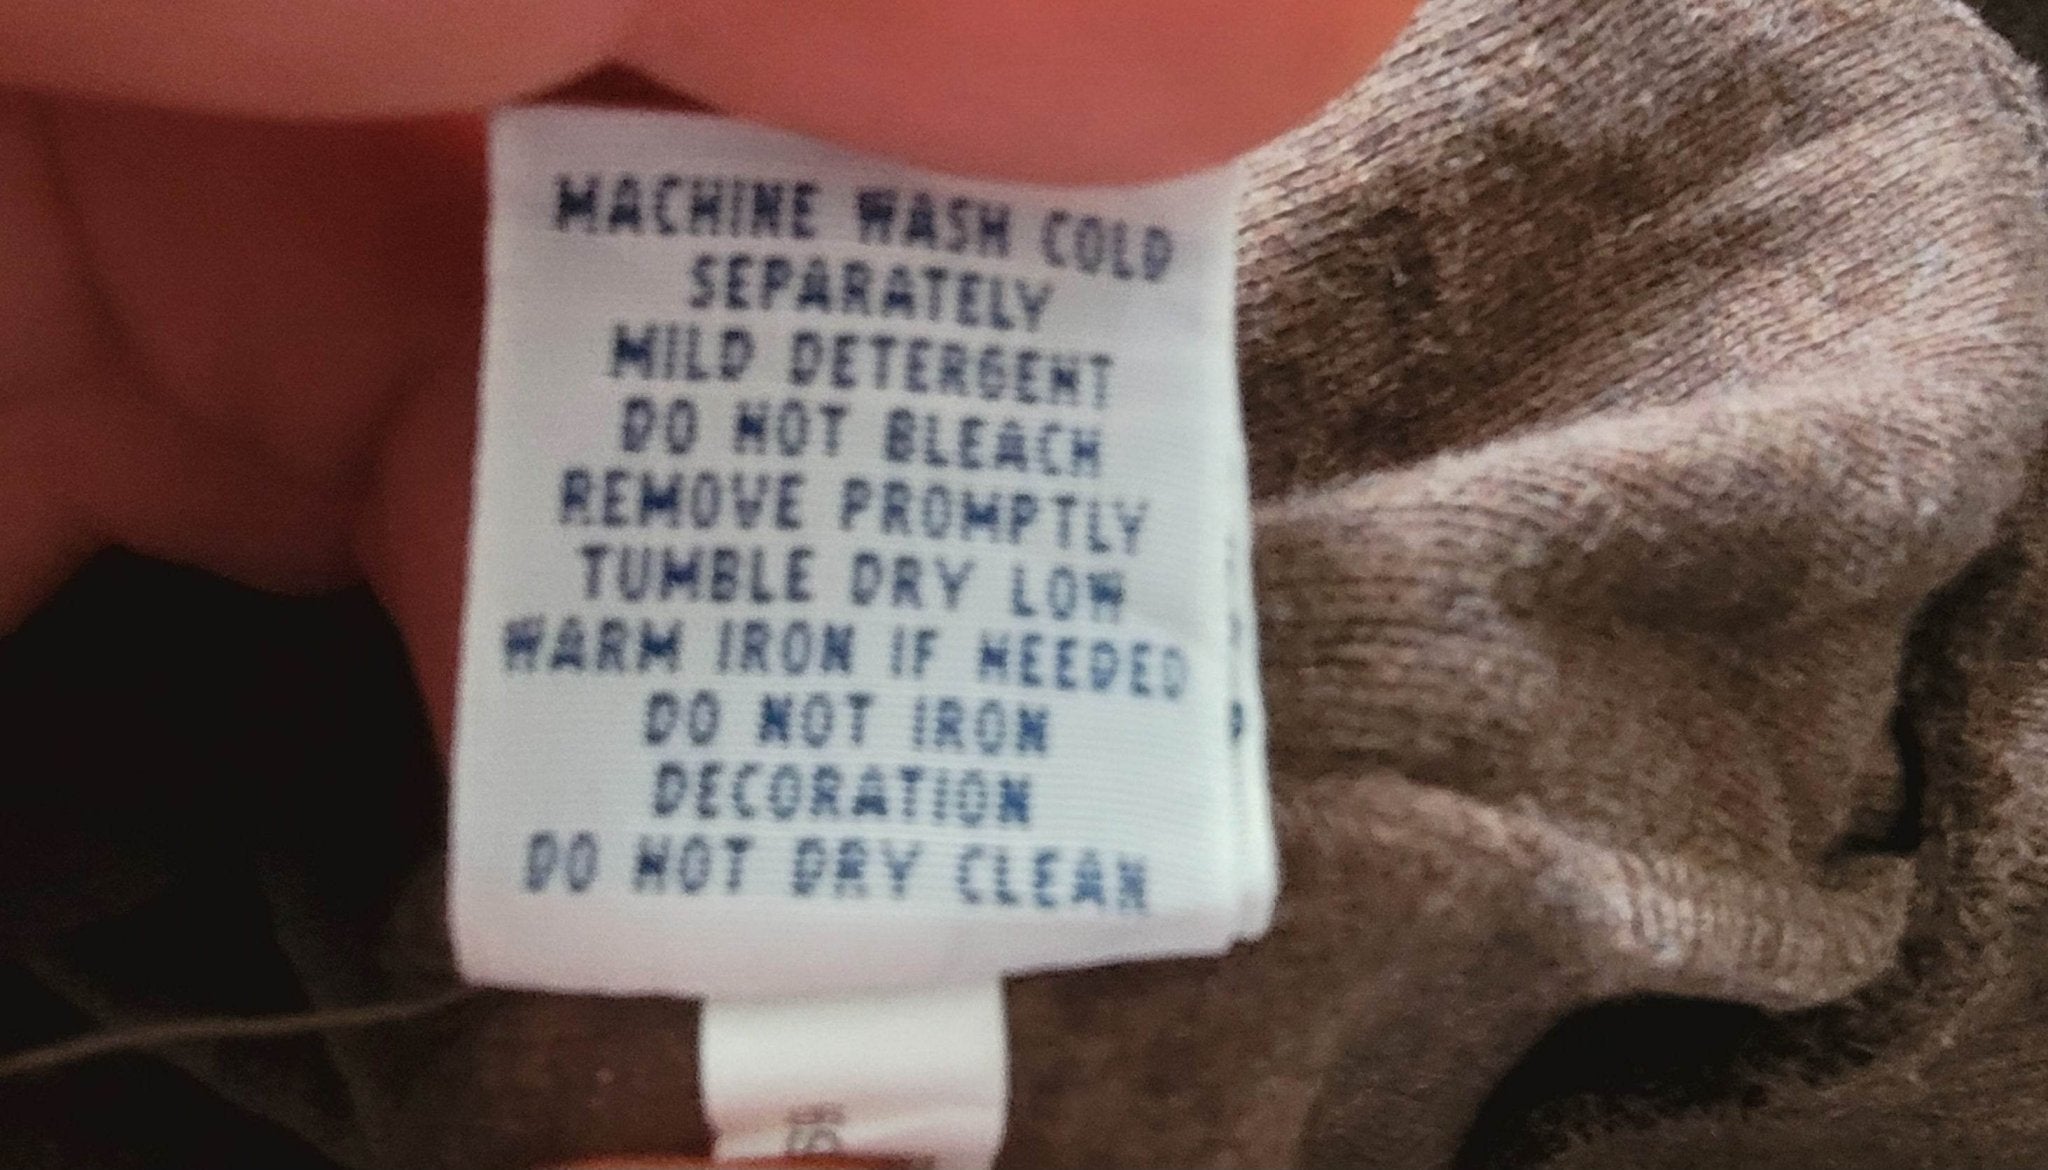 MACHINE WASH COLD
SEPARATELY
MILD DETERGENT
DO NOT BLEACH
REMOVE PROMPTLY
TUMBLE DRY LOW
WARM IRON IF NEEDED
DO NOT IRON
DECORATION
DO NOT DRY CLEAN